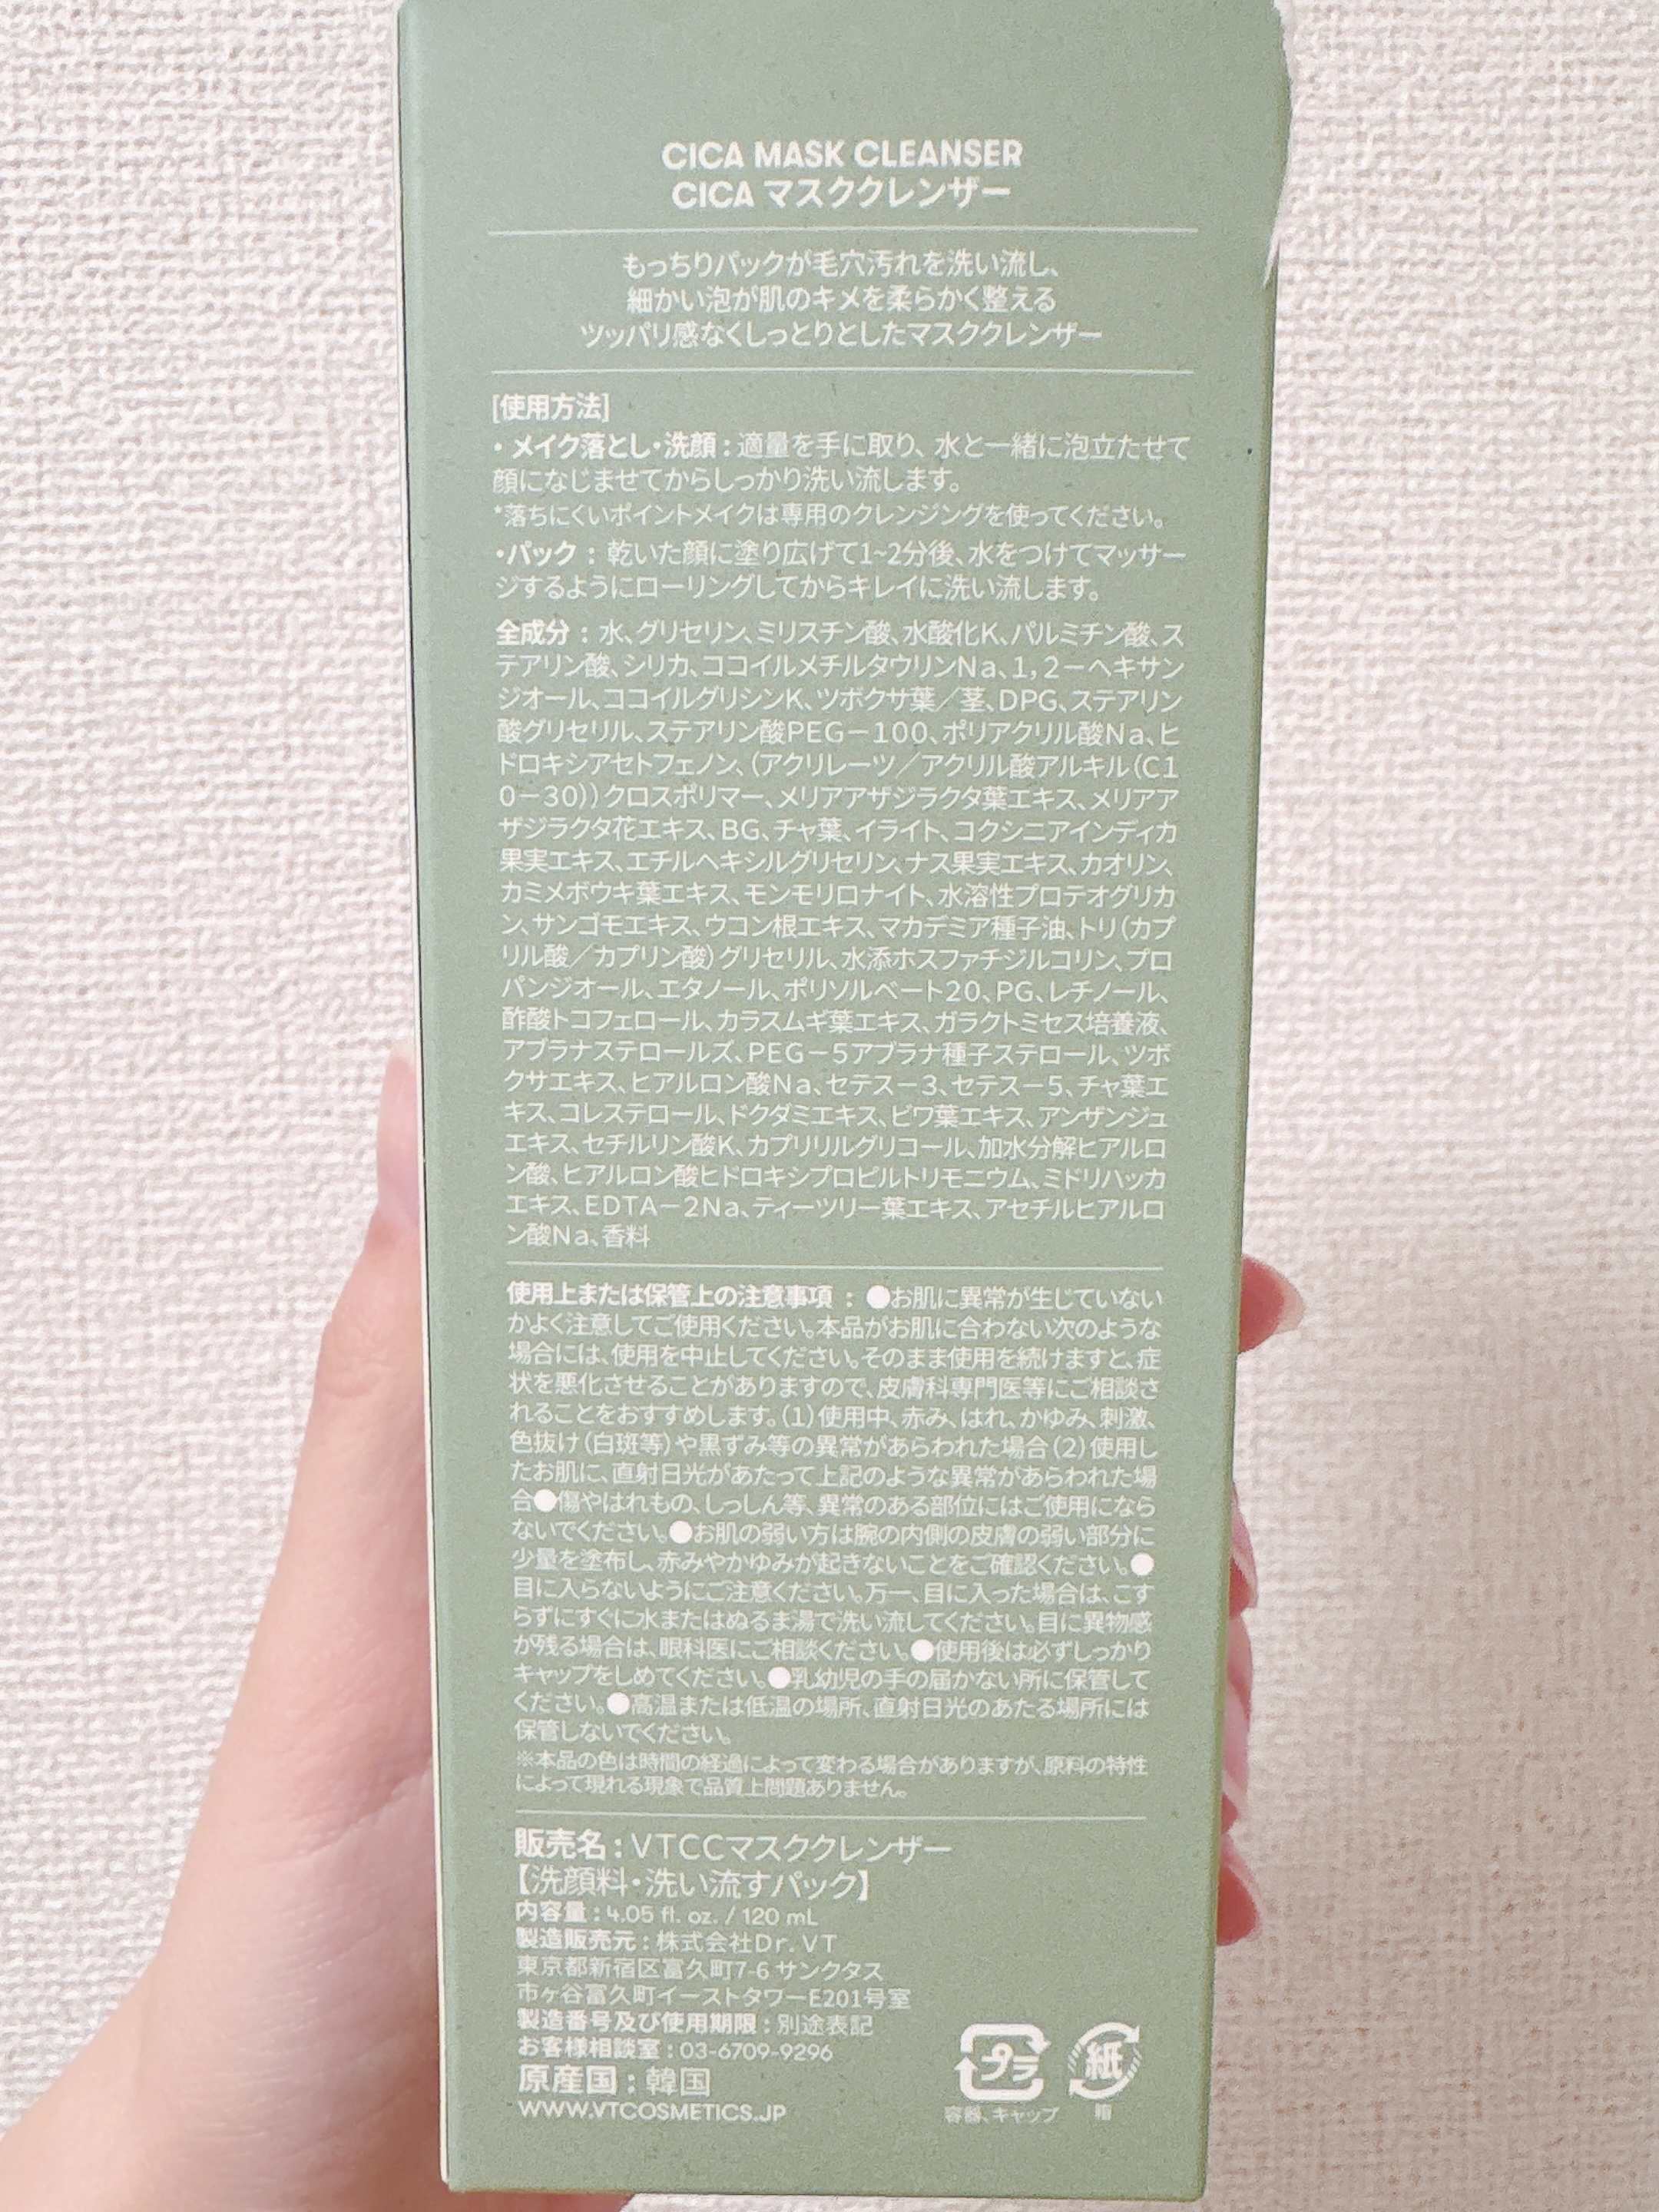 CICA MASK CLEANSER
CICA マスククレンザー
もっちりパックが毛穴汚れを洗い流し、
細かい泡が肌のキメを柔らかく整える
ツッパリ感なくしっとりとしたマスククレンザー
[使用方法]
・メイク落とし・洗顔：適量を手に取り、水と一緒に泡立たせて
顔になじませてからしっかり洗い流します。
*落ちにくいポイントメイクは専用のクレンジングを使ってください。
・パック：乾いた顔に塗り広げて1~2分後、水をつけてマッサー
ジするようにローリングしてからキレイに洗い流します。
全成分：水、グリセリン、ミリスチン酸、水酸化K、パルミチン酸、ス
テアリン酸、シリカ、ココイルメチルタウリンNa、1，2－ヘキサン
ジオール、ココイルグリシンK、ツボクサ葉／茎、DPG、ステアリン
酸グリセリル、ステアリン酸PEG－100、ポリアクリル酸Na、ヒ
ドロキシアセトフェノン、（アクリレーツ／アクリル酸アルキル（C1
0－30））クロスポリマー、メリアアザジラクタ葉エキス、メリアア
ザジラクタ花エキス、BG、チャ葉、イライト、コクシニアインディカ
果実エキス、エチルヘキシルグリセリン、ナス果実エキス、カオリン、
カミメボウキ葉エキス、モンモリロナイト、水溶性プロテオグリカ
ン、サンゴモエキス、ウコン根エキス、マカデミア種子油、トリ（カプ
リル酸／カプリン酸）グリセリル、水添ホスファチジルコリン、プロ
パンジオール、エタノール、ポリソルベート20、PG、レチノール、
酢酸トコフェロール、カラスムギ葉エキス、ガラクトミセス培養液、
アブラナステロールズ、PEG－5アブラナ種子ステロール、ツボ
クサエキス、ヒアルロン酸Na、セテス－3、セテス－5、チャ葉エ
キス、コレステロール、ドクダミエキス、ビワ葉エキス、アンザンジュ
エキス、セチルリン酸K、カプリリルグリコール、加水分解ヒアルロ
ン酸、ヒアルロン酸ヒドロキシプロピルトリモニウム、ミドリハッカ
エキス、EDTA－2Na、ティーツリー葉エキス、アセチルヒアルロ
ン酸Na、香料
使用上または保管上の注意事項：●お肌に異常が生じていない
かよく注意してご使用ください。本品がお肌に合わない次のような
場合には、使用を中止してください。そのまま使用を続けますと、症
状を悪化させることがありますので、皮膚科専門医等にご相談さ
れることをおすすめします。（1）使用中、赤み、はれ、かゆみ、刺激、
色抜け（白斑等）や黒ずみ等の異常があらわれた場合（2）使用し
たお肌に、直射日光があたって上記のような異常があらわれた場
合●傷やはれもの、しっしん等、異常のある部位にはご使用になら
ないでください。●お肌の弱い方は腕の内側の皮膚の弱い部分に
少量を塗布し、赤みやかゆみが起きないことをご確認ください。●
目に入らないようにご注意ください。万一、目に入った場合は、こす
らずにすぐに水またはぬるま湯で洗い流してください。目に異物感
が残る場合は、眼科医にご相談ください。●使用後は必ずしっかり
キャップをしめてください。●乳幼児の手の届かない所に保管して
ください。●高温または低温の場所、直射日光のあたる場所には
保管しないでください。
※本品の色は時間の経過によって変わる場合がありますが、原料の特性
によって現れる現象で品質上問題ありません。
販売名：VTCCマスククレンザー
【洗顔料・洗い流すパック】
内容量：4.05 fl. oz. / 120 mL
製造販売元：株式会社Dr. VT
東京都新宿区富久町7-6 サンクタス
市ヶ谷富久町イーストタワーE201号室
製造番号及び使用期限：別途表記
お客様相談室：03-6709-9296
原産国：韓国
WWW.VTCOSMETICS.JP
プラ 紙
容器、キャップ 箱